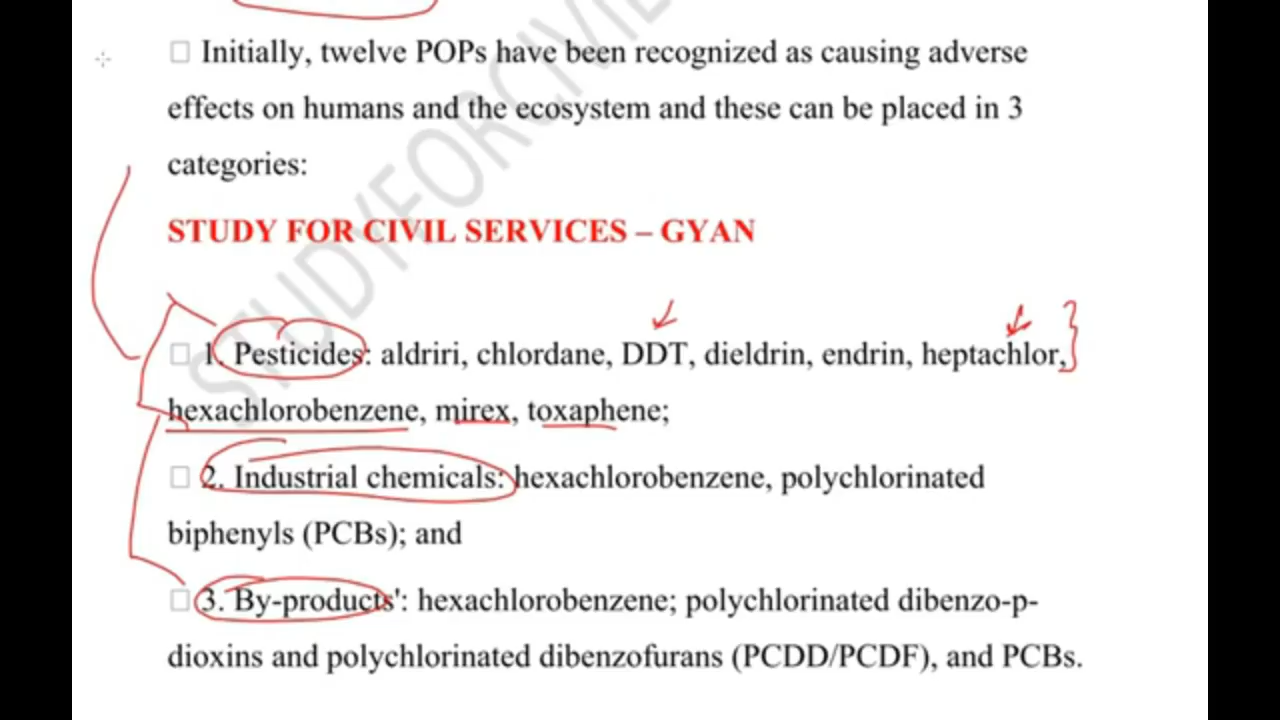 □ Initially, twelve POPs have been recognized as causing adverse
effects on humans and the ecosystem and these can be placed in 3
categories:
STUDY FOR CIVIL SERVICES – GYAN
□ 1. Pesticides: aldriri, chlordane, DDT, dieldrin, endrin, heptachlor,
hexachlorobenzene, mirex, toxaphene;
□ 2. Industrial chemicals: hexachlorobenzene, polychlorinated
biphenyls (PCBs); and
□ 3. By-products': hexachlorobenzene; polychlorinated dibenzo-p-
dioxins and polychlorinated dibenzofurans (PCDD/PCDF), and PCBs.
STUDYFORCIVI